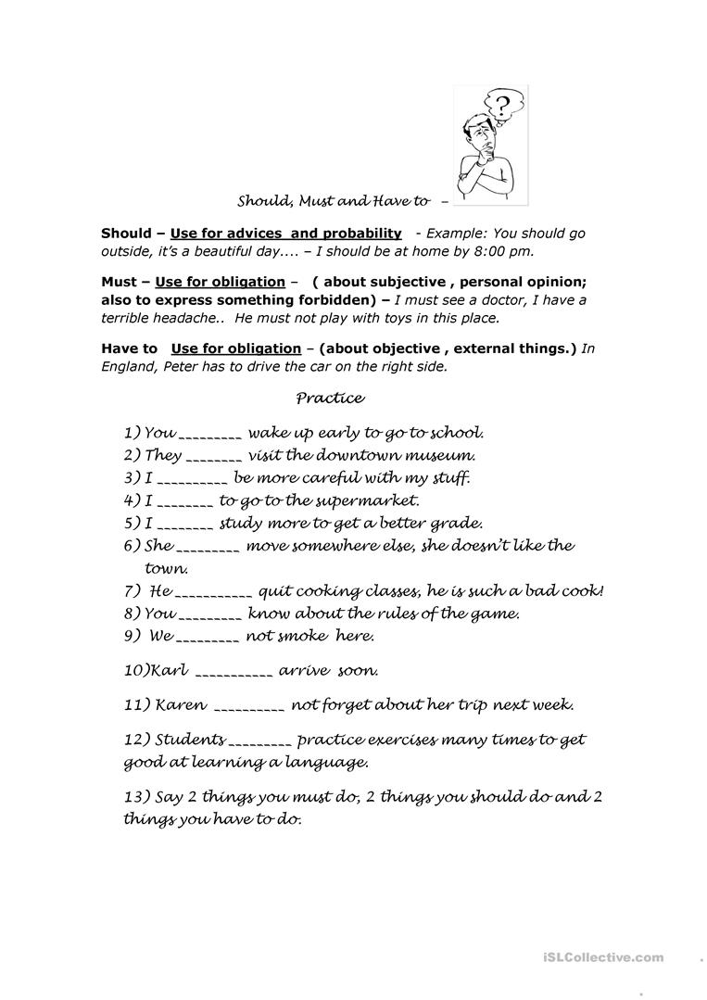 ?
Should, Must and Have to –
Should – Use for advices and probability - Example: You should go
outside, it’s a beautiful day.... – I should be at home by 8:00 pm.
Must – Use for obligation – ( about subjective , personal opinion;
also to express something forbidden) – I must see a doctor, I have a
terrible headache.. He must not play with toys in this place.
Have to Use for obligation – (about objective , external things.) In
England, Peter has to drive the car on the right side.
Practice
1) You _________ wake up early to go to school.
2) They ________ visit the downtown museum.
3) I __________ be more careful with my stuff.
4) I ________ to go to the supermarket.
5) I ________ study more to get a better grade.
6) She _________ move somewhere else, she doesn’t like the
town.
7) He ___________ quit cooking classes, he is such a bad cook!
8) You _________ know about the rules of the game.
9) We _________ not smoke here.
10)Karl ___________ arrive soon.
11) Karen __________ not forget about her trip next week.
12) Students _________ practice exercises many times to get
good at learning a language.
13) Say 2 things you must do, 2 things you should do and 2
things you have to do.
iSLCollective.com